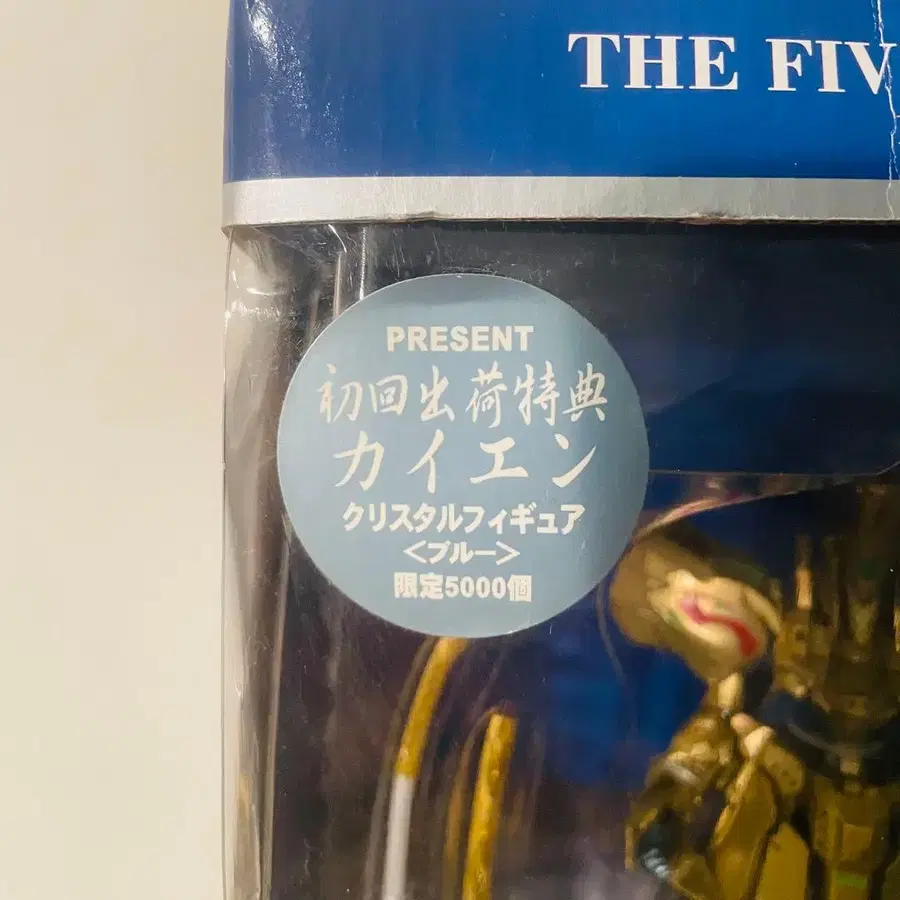 THE FIV
PRESENT
初回出荷特典
カイエン
クリスタルフィギュア
<ブルー>
限定5000個